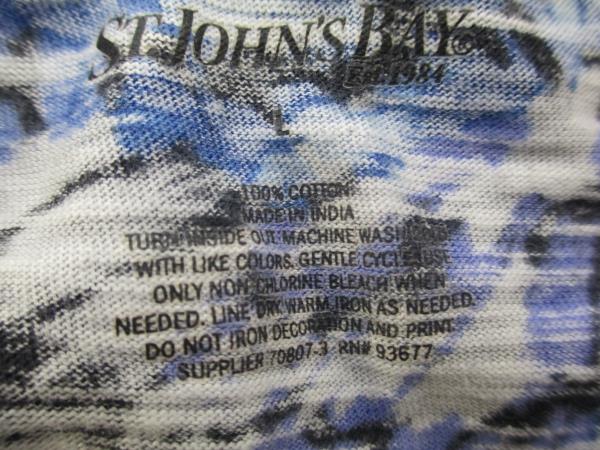 ST. JOHN'S BAY®
Est. 1984
L
100% COTTON
MADE IN INDIA
TURN INSIDE OUT. MACHINE WASH COLD
WITH LIKE COLORS. GENTLE CYCLE. USE
ONLY NON CHLORINE BLEACH WHEN
NEEDED. LINE DRY. WARM IRON AS NEEDED.
DO NOT IRON DECORATION AND PRINT
SUPPLIER 70807-3 RN# 93677